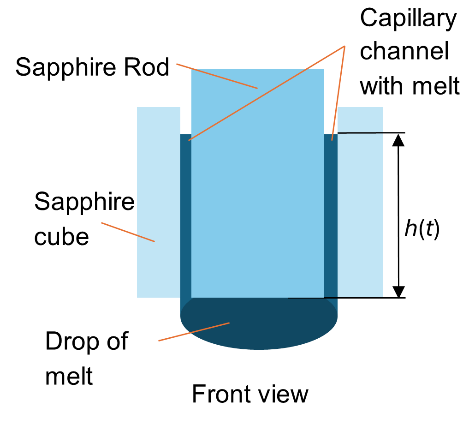 Capillary
channel
with melt
Sapphire Rod
Sapphire
cube
h(t)
Drop of
melt
Front view